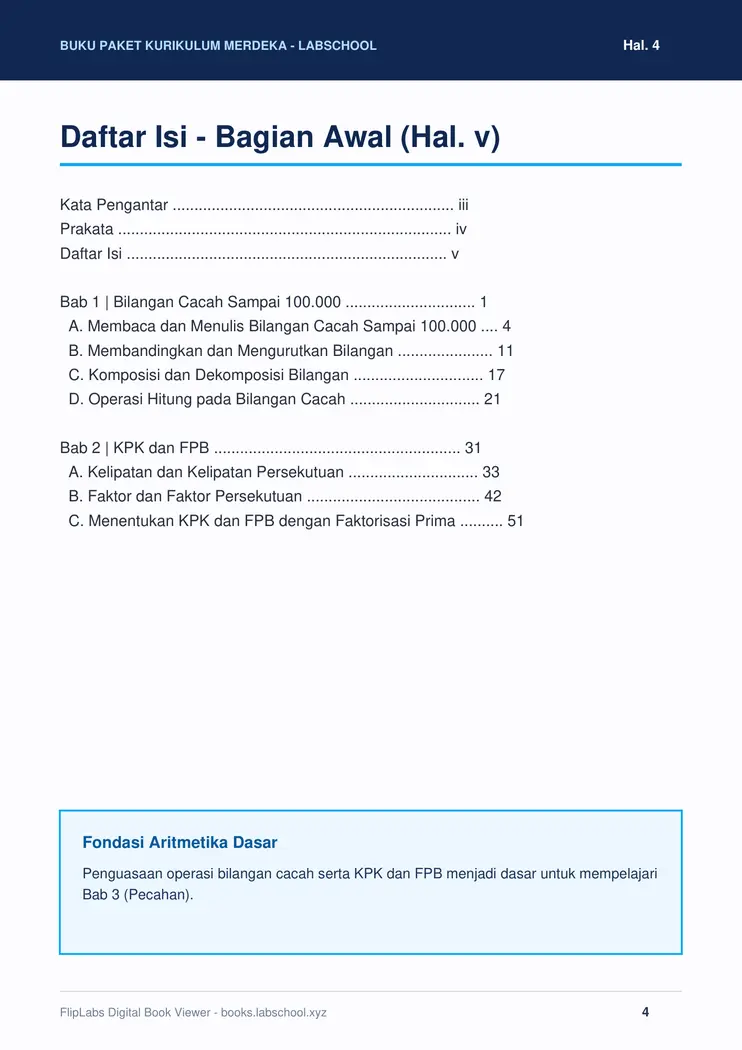 BUKU PAKET KURIKULUM MERDEKA - LABSCHOOL
Hal. 4
Daftar Isi - Bagian Awal (Hal. v)
Kata Pengantar ................................................................. iii
Prakata ............................................................................. iv
Daftar Isi .......................................................................... v
Bab 1 | Bilangan Cacah Sampai 100.000 .............................. 1
A. Membaca dan Menulis Bilangan Cacah Sampai 100.000 .... 4
B. Membandingkan dan Mengurutkan Bilangan ...................... 11
C. Komposisi dan Dekomposisi Bilangan .............................. 17
D. Operasi Hitung pada Bilangan Cacah .............................. 21
Bab 2 | KPK dan FPB ......................................................... 31
A. Kelipatan dan Kelipatan Persekutuan .............................. 33
B. Faktor dan Faktor Persekutuan ........................................ 42
C. Menentukan KPK dan FPB dengan Faktorisasi Prima .......... 51
Fondasi Aritmetika Dasar
Penguasaan operasi bilangan cacah serta KPK dan FPB menjadi dasar untuk mempelajari
Bab 3 (Pecahan).
FlipLabs Digital Book Viewer - books.labschool.xyz
4